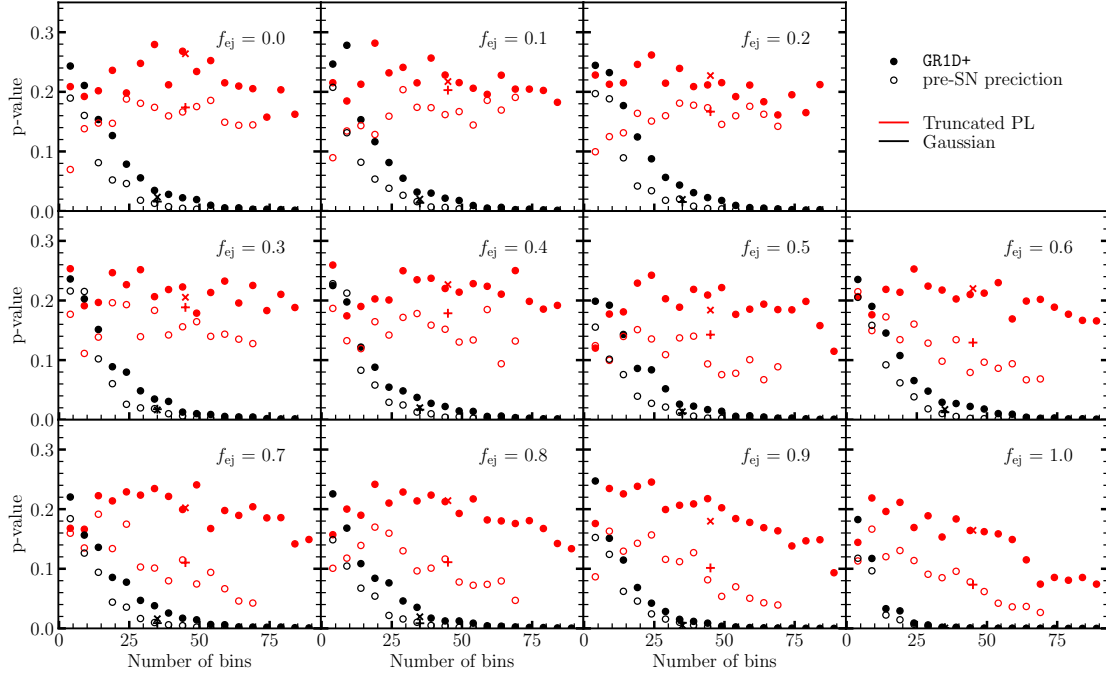 0.3
0.2
0.1
0.0
p-value
f_ej = 0.0
f_ej = 0.1
f_ej = 0.2
GR1D+
pre-SN preciction
Truncated PL
Gaussian
0.3
0.2
0.1
0.0
p-value
f_ej = 0.3
f_ej = 0.4
f_ej = 0.5
f_ej = 0.6
0.3
0.2
0.1
0.0
p-value
f_ej = 0.7
f_ej = 0.8
f_ej = 0.9
f_ej = 1.0
0 25 50 75 0 25 50 75 0 25 50 75 0 25 50 75
Number of bins Number of bins Number of bins Number of bins